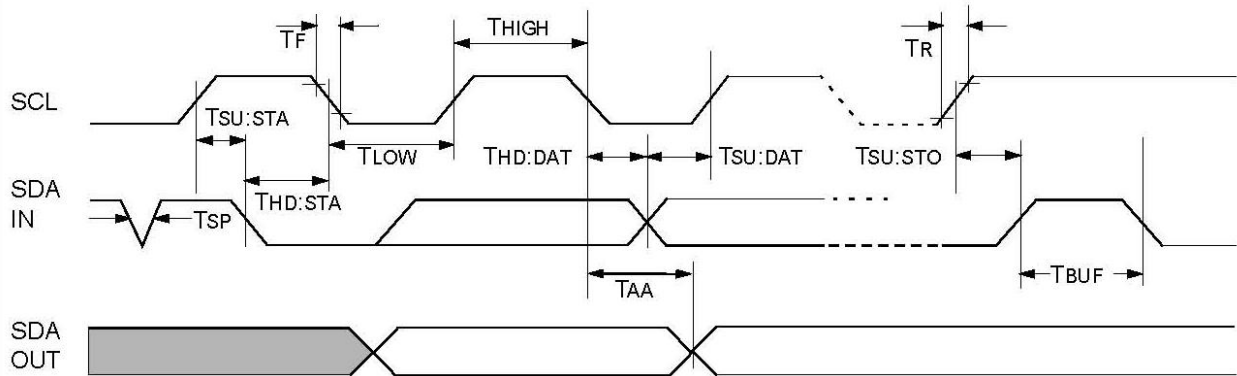 TF
THIGH
TR
SCL
TSU:STA
TLOW
THD:DAT
TSU:DAT
TSU:STO
SDA
IN
TSP
THD:STA
TAA
TBUF
SDA
OUT